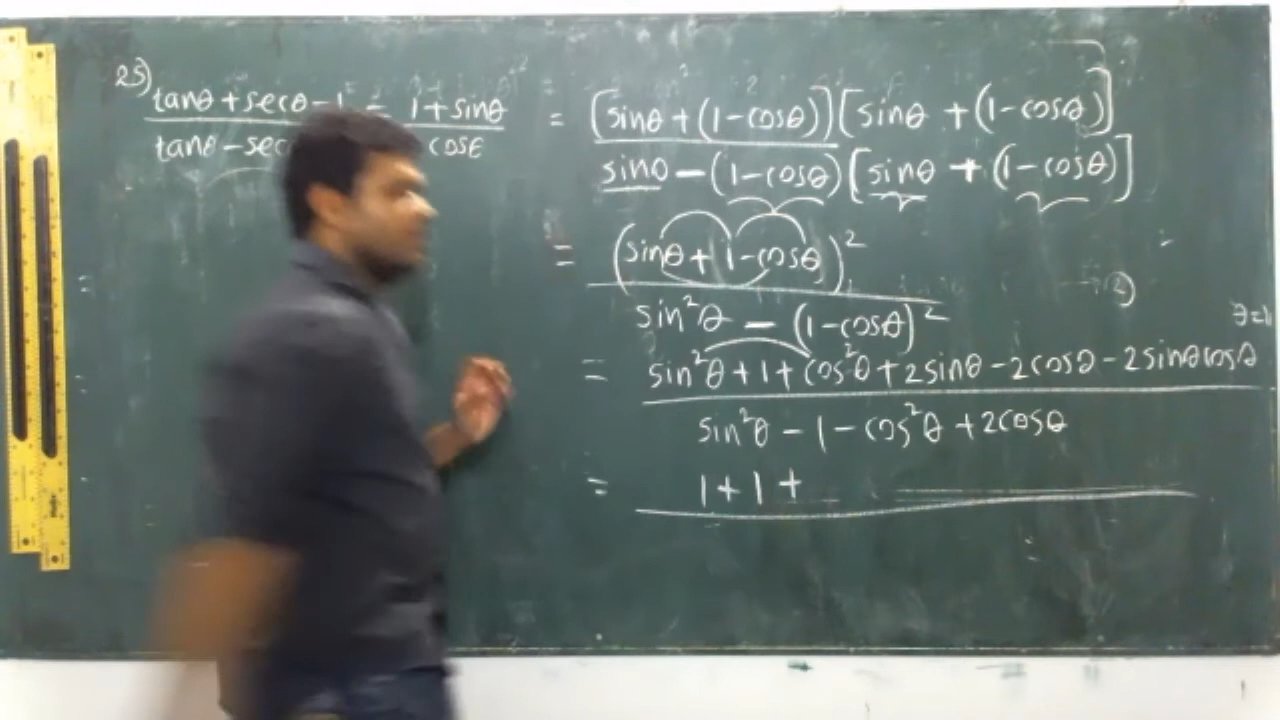 25)
tanθ + secθ - 1 = 1 + sinθ
tanθ - sec cosθ
= [sinθ + (1-cosθ)][sinθ + (1-cosθ)]
sinθ - (1-cosθ)[sinθ + (1-cosθ)]
= (sinθ + 1 - cosθ)²
sin²θ - (1-cosθ)²
= sin²θ + 1 + cos²θ + 2sinθ - 2cosθ - 2sinθcosθ
sin²θ - 1 - cos²θ + 2cosθ
= 1 + 1 +